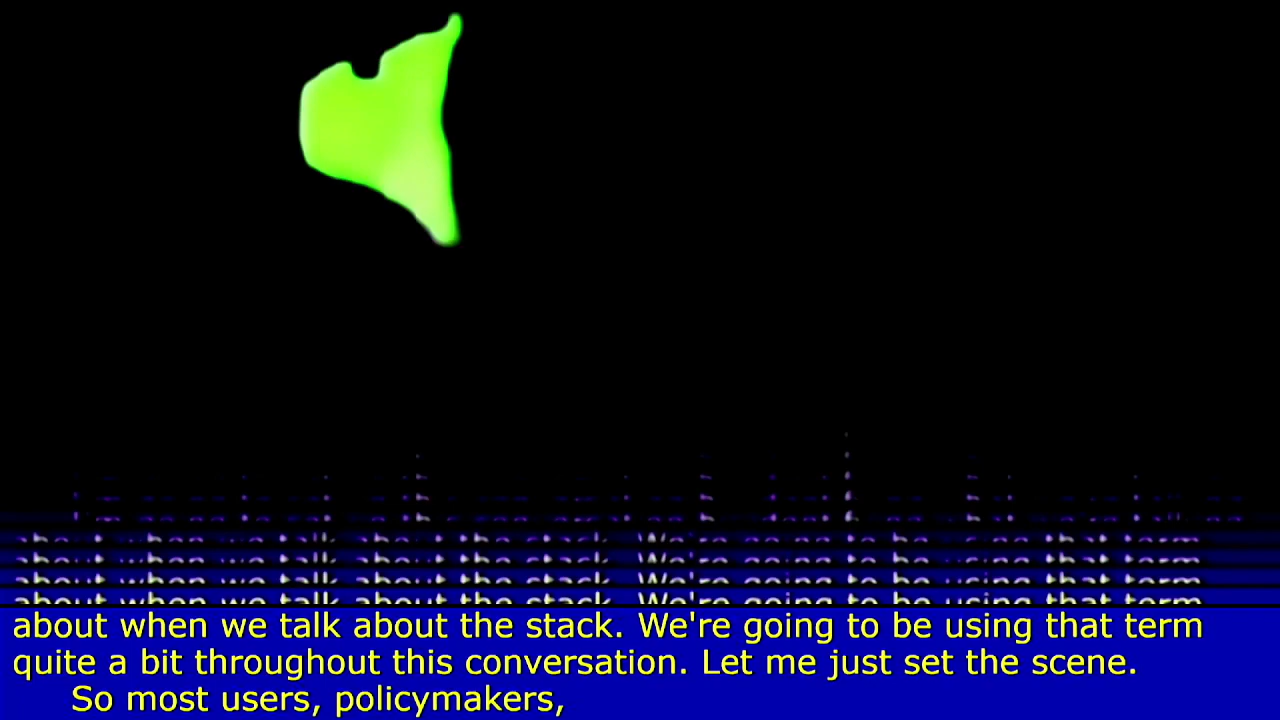 about when we talk about the stack. We're going to be using that term
quite a bit throughout this conversation. Let me just set the scene.
So most users, policymakers,